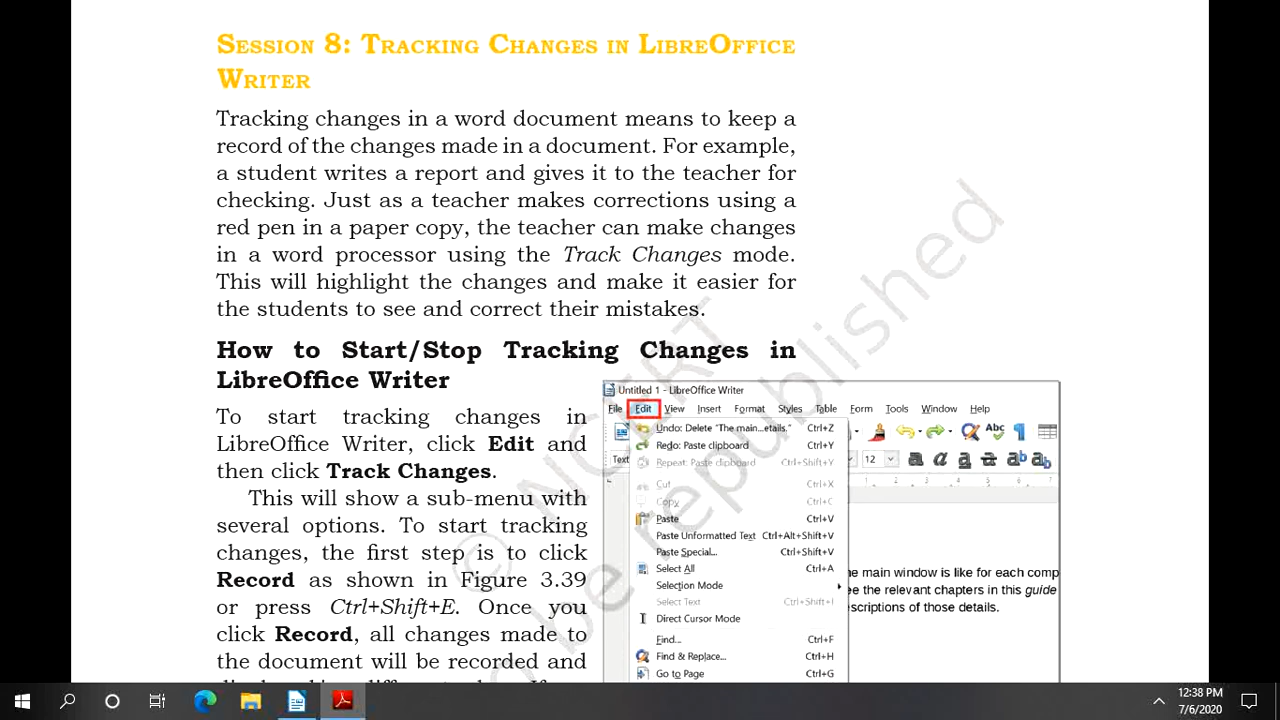 SESSION 8: TRACKING CHANGES IN LIBREOFFICE
WRITER
Tracking changes in a word document means to keep a
record of the changes made in a document. For example,
a student writes a report and gives it to the teacher for
checking. Just as a teacher makes corrections using a
red pen in a paper copy, the teacher can make changes
in a word processor using the Track Changes mode.
This will highlight the changes and make it easier for
the students to see and correct their mistakes.
How to Start/Stop Tracking Changes in
LibreOffice Writer
To start tracking changes in
LibreOffice Writer, click Edit and
then click Track Changes.
This will show a sub-menu with
several options. To start tracking
changes, the first step is to click
Record as shown in Figure 3.39
or press Ctrl+Shift+E. Once you
click Record, all changes made to
the document will be recorded and
Untitled 1 - LibreOffice Writer
File Edit View Insert Format Styles Table Form Tools Window Help
Undo: Delete "The main...etails." Ctrl+Z
Redo: Paste clipboard Ctrl+Y
Repeat: Paste clipboard Ctrl+Shift+Y
Cut Ctrl+X
Copy Ctrl+C
Paste Ctrl+V
Paste Unformatted Text Ctrl+Alt+Shift+V
Paste Special... Ctrl+Shift+V
Select All Ctrl+A
Selection Mode
Select Text Ctrl+Shift+I
Direct Cursor Mode
Find... Ctrl+F
Find & Replace... Ctrl+H
Go to Page Ctrl+G
Text
12
Abc
1 2 3 4 5 6 7
he main window is like for each comp
ee the relevant chapters in this guide
scriptions of those details.
© NCERT
o be republished
12:38 PM
7/6/2020